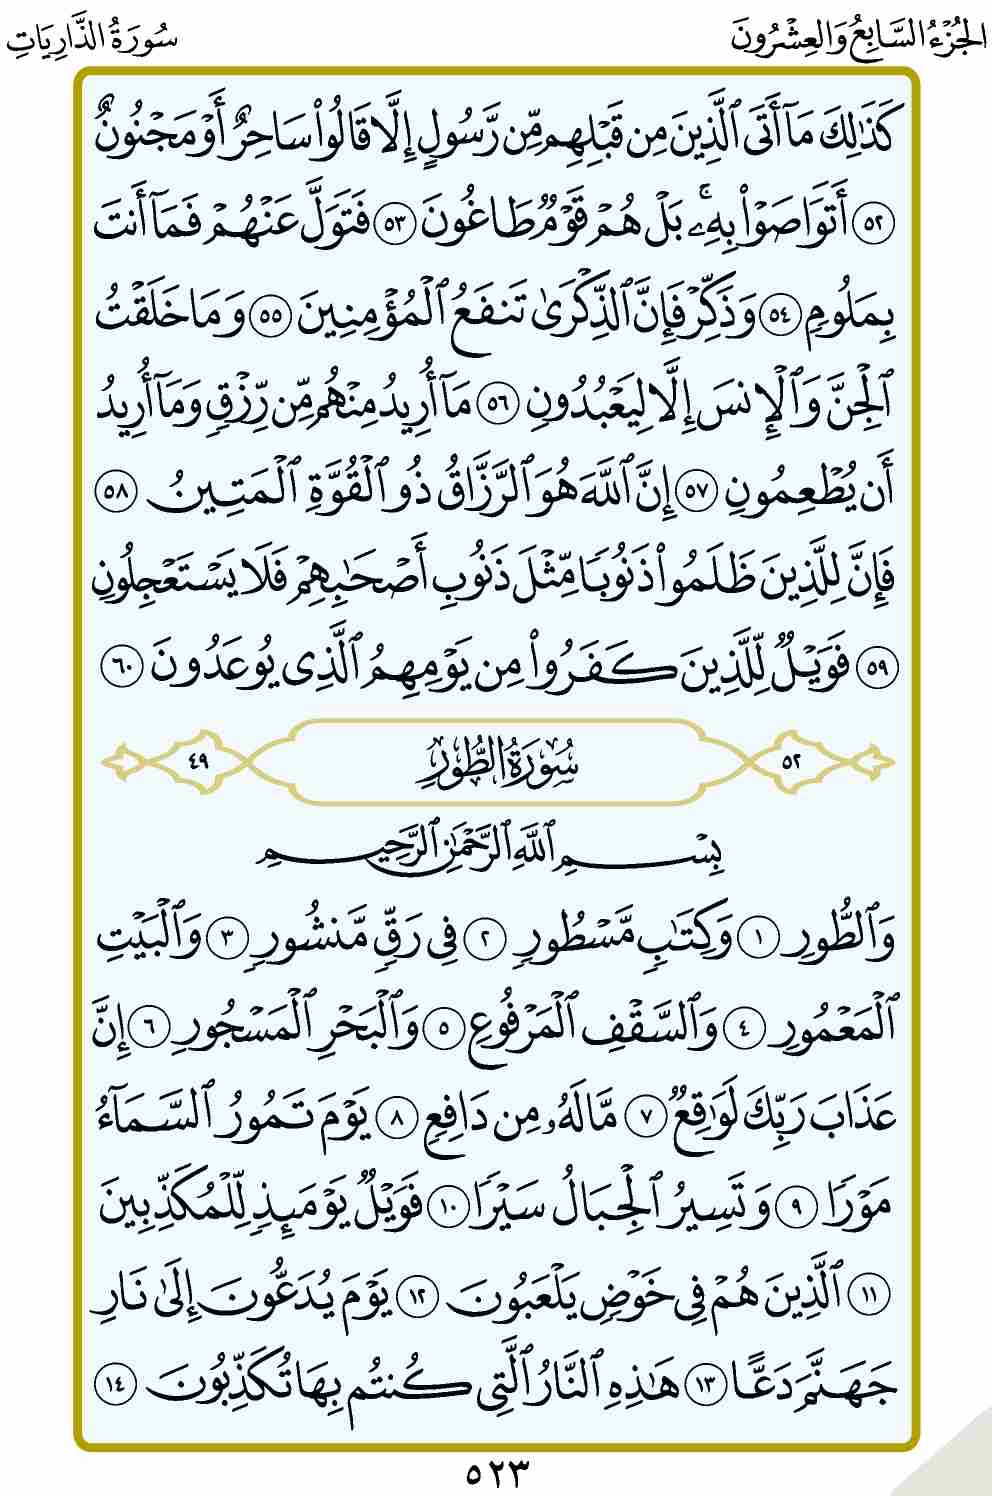 الجُزْءُ السَّابِعُ وَالعِشْرُونَ
سُورَةُ الذَّارِيَاتِ
كَذَٰلِكَ مَآ أَتَى ٱلَّذِينَ مِن قَبْلِهِم مِّن رَّسُولٍ إِلَّا قَالُوا۟ سَاحِرٌ أَوْ مَجْنُونٌ
٥٢ أَتَوَاصَوْا۟ بِهِۦ ۚ بَلْ هُمْ قَوْمٌ طَاغُونَ ٥٣ فَتَوَلَّ عَنْهُمْ فَمَآ أَنتَ
بِمَلُومٍ ٥٤ وَذَكِّرْ فَإِنَّ ٱلذِّكْرَىٰ تَنفَعُ ٱلْمُؤْمِنِينَ ٥٥ وَمَا خَلَقْتُ
ٱلْجِنَّ وَٱلْإِنسَ إِلَّا لِيَعْبُدُونِ ٥٦ مَآ أُرِيدُ مِنْهُم مِّن رِّزْقٍ وَمَآ أُرِيدُ
أَن يُطْعِمُونِ ٥٧ إِنَّ ٱللَّهَ هُوَ ٱلرَّزَّاقُ ذُو ٱلْقُوَّةِ ٱلْمَتِينُ ٥٨
فَإِنَّ لِلَّذِينَ ظَلَمُوا۟ ذَنُوبًا مِّثْلَ ذَنُوبِ أَصْحَٰبِهِمْ فَلَا يَسْتَعْجِلُونِ
٥٩ فَوَيْلٌ لِّلَّذِينَ كَفَرُوا۟ مِن يَوْمِهِمُ ٱلَّذِى يُوعَدُونَ ٦٠
٥٢ سُورَةُ الطُّورِ ٤٩
بِسْمِ ٱللَّهِ ٱلرَّحْمَٰنِ ٱلرَّحِيمِ
وَٱلطُّورِ ١ وَكِتَٰبٍ مَّسْطُورٍ ٢ فِى رَقٍّ مَّنشُورٍ ٣ وَٱلْبَيْتِ
ٱلْمَعْمُورِ ٤ وَٱلسَّقْفِ ٱلْمَرْفُوعِ ٥ وَٱلْبَحْرِ ٱلْمَسْجُورِ ٦ إِنَّ
عَذَابَ رَبِّكَ لَوَٰقِعٌ ٧ مَّا لَهُۥ مِن دَافِعٍ ٨ يَوْمَ تَمُورُ ٱلسَّمَآءُ
مَوْرًا ٩ وَتَسِيرُ ٱلْجِبَالُ سَيْرًا ١٠ فَوَيْلٌ يَوْمَئِذٍ لِّلْمُكَذِّبِينَ
١١ ٱلَّذِينَ هُمْ فِى خَوْضٍ يَلْعَبُونَ ١٢ يَوْمَ يُدَعُّونَ إِلَىٰ نَارِ
جَهَنَّمَ دَعًّا ١٣ هَٰذِهِ ٱلنَّارُ ٱلَّتِى كُنتُم بِهَا تُكَذِّبُونَ ١٤
٥٢٣